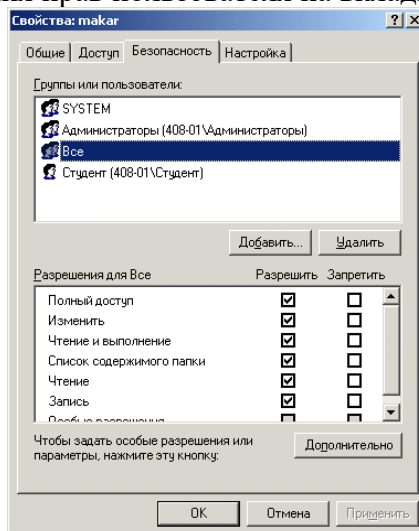 Свойства: makar
Общие Доступ Безопасность Настройка
Группы или пользователи:
SYSTEM
Администраторы (408-01\Администраторы)
Все
Студент (408-01\Студент)
Добавить... Удалить
Разрешения для Все Разрешить Запретить
Полный доступ
Изменить
Чтение и выполнение
Список содержимого папки
Чтение
Запись
Особые разрешения
Чтобы задать особые разрешения или
параметры, нажмите эту кнопку:
Дополнительно
OK Отмена Применить